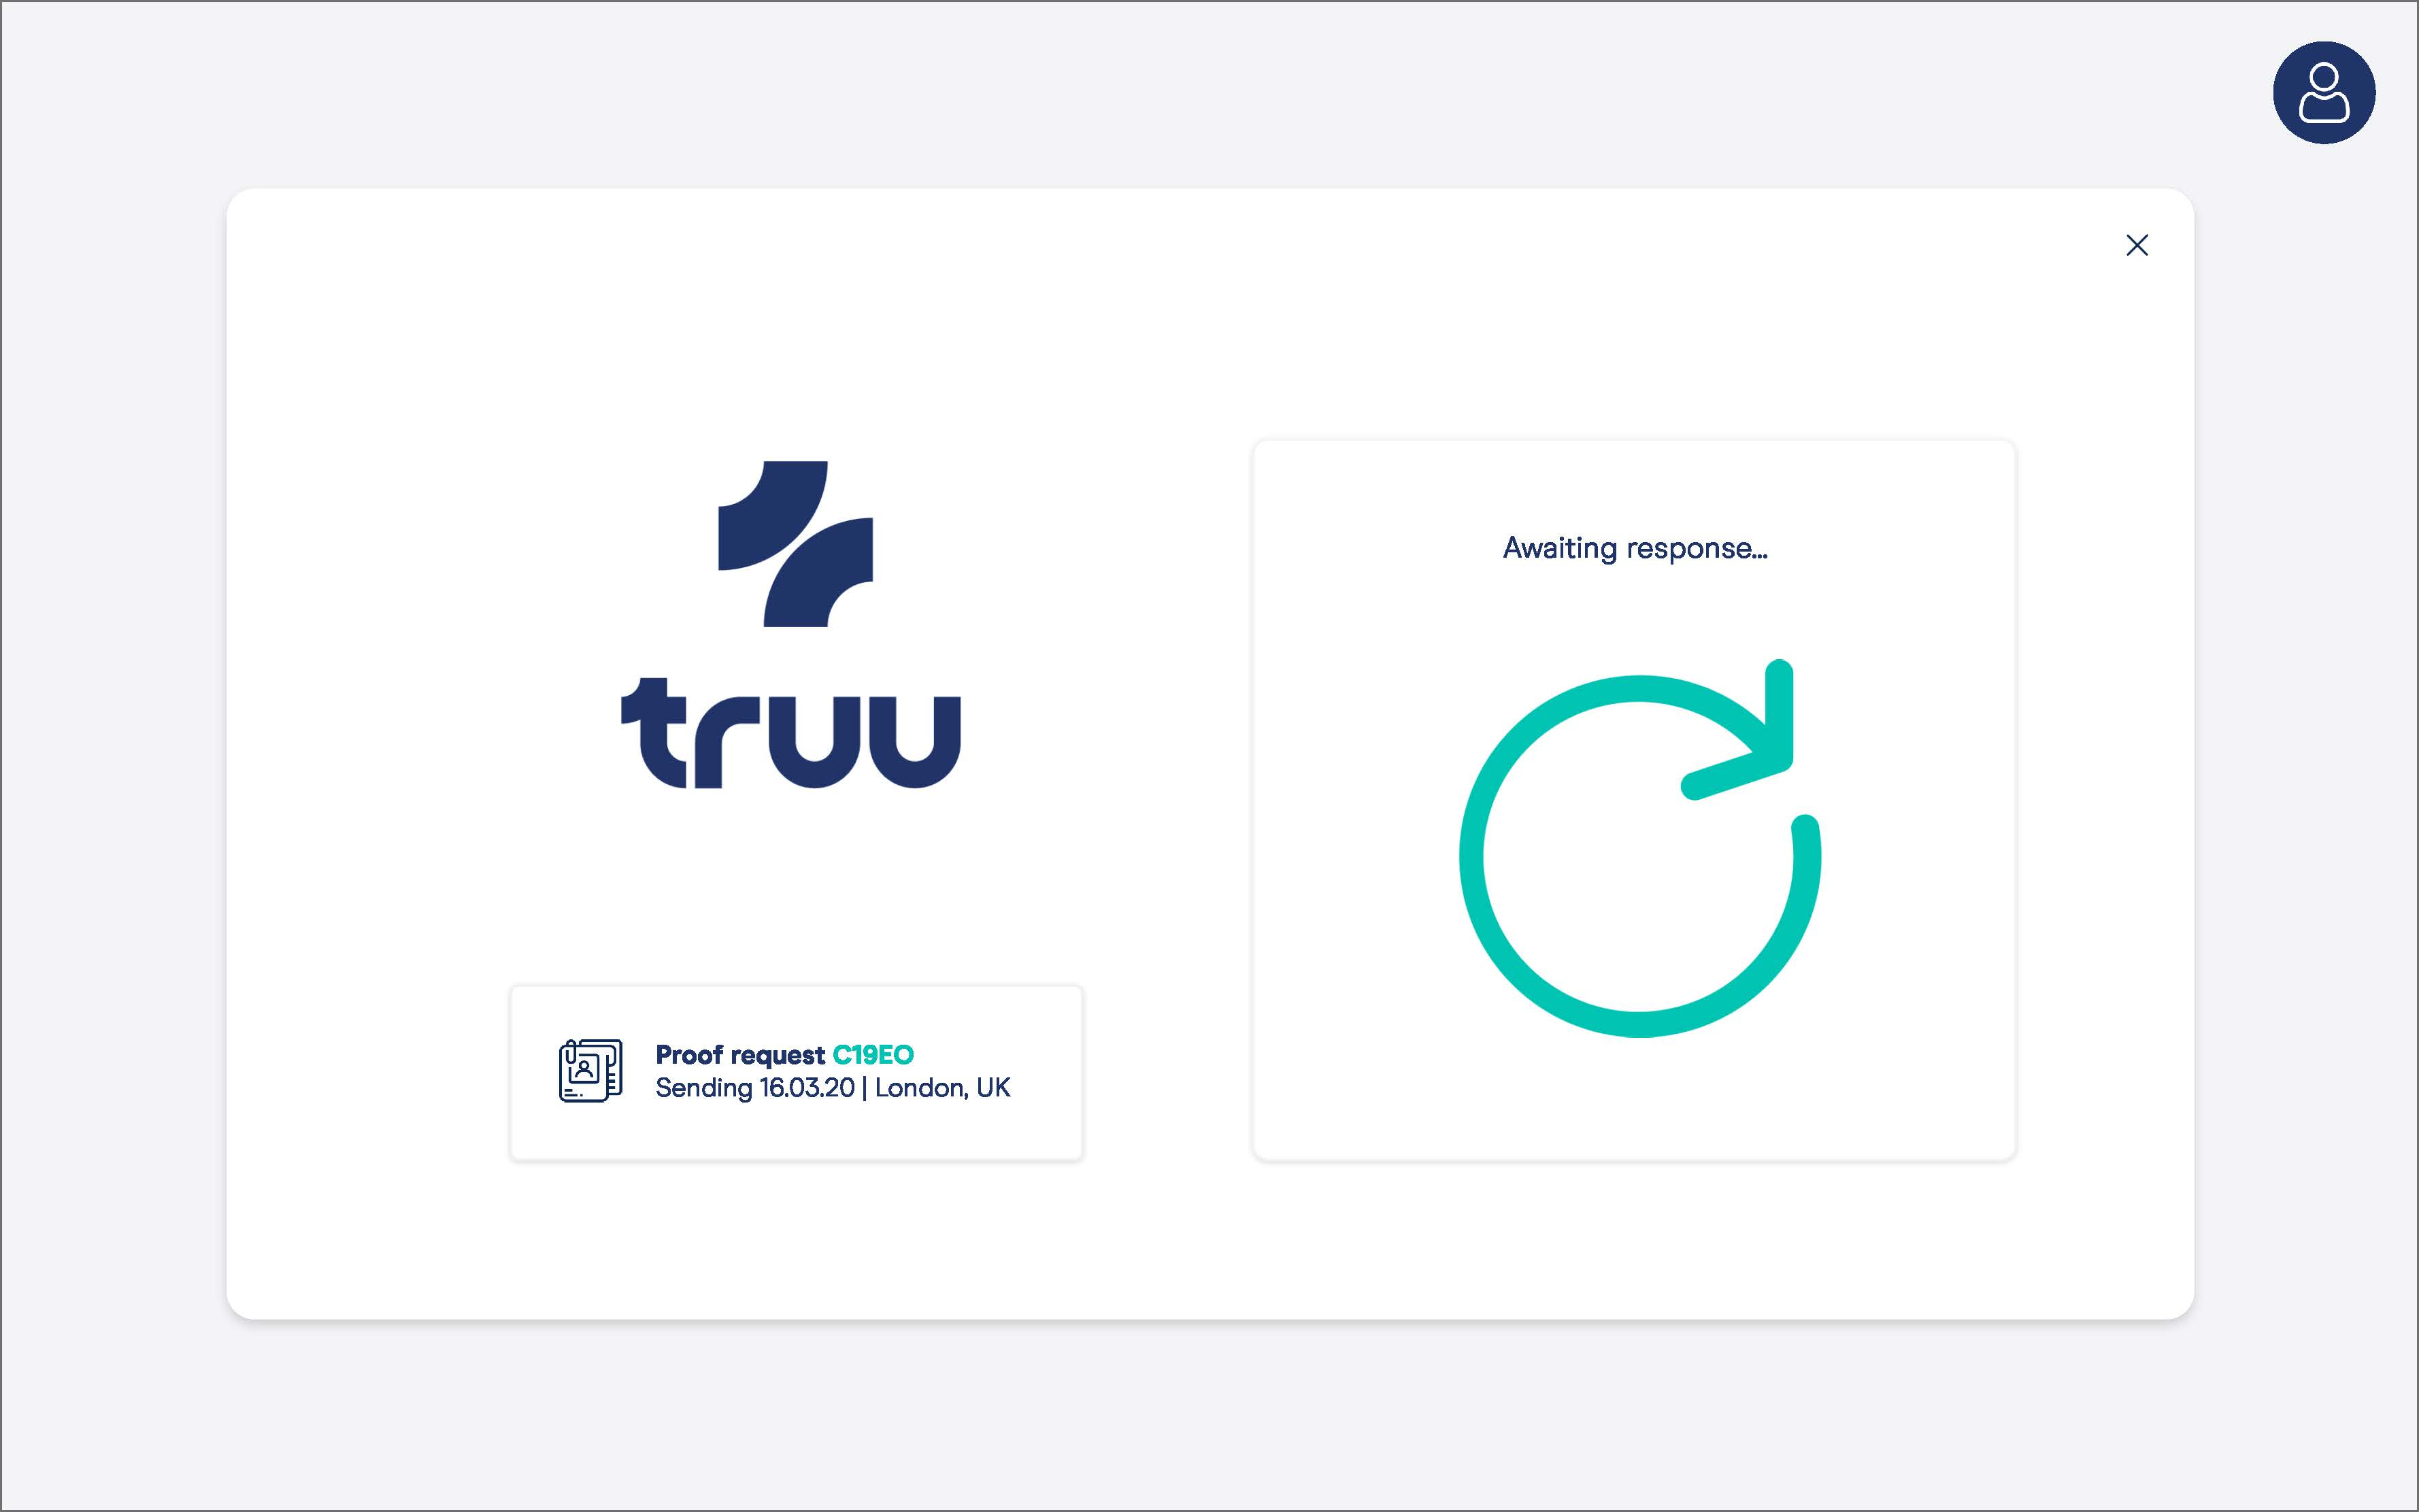 truu
Proof request C19EO
Sending 16.03.20 | London, UK
Awaiting response...